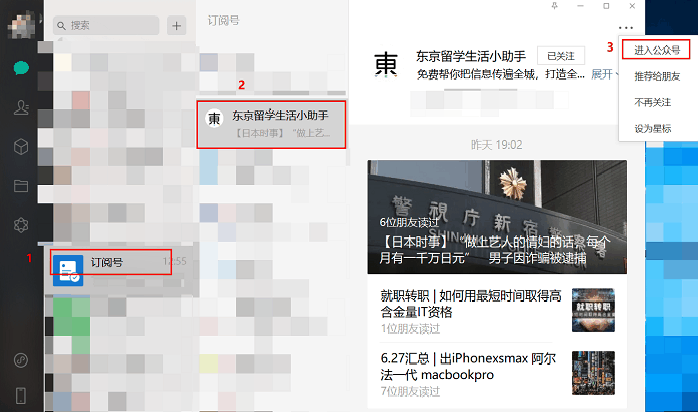 搜索
订阅号
1
订阅号
12:55
2
東
东京留学生活小助手
【日本时事】“做上艺...
東
东京留学生活小助手
已关注
免费帮你把信息传遍全城，打造全...
展开
3
进入公众号
推荐给朋友
不再关注
设为星标
昨天 19:02
警視庁新宿警
6位朋友读过
【日本时事】“做上艺人的情妇的话，每个
月有一千万日元” 男子因诈骗被逮捕
就职转职 | 如何用最短时间取得高
含金量IT资格
1位朋友读过
就职转职
6.27汇总 | 出iPhonexsmax 阿尔
法一代 macbookpro
7位朋友读过